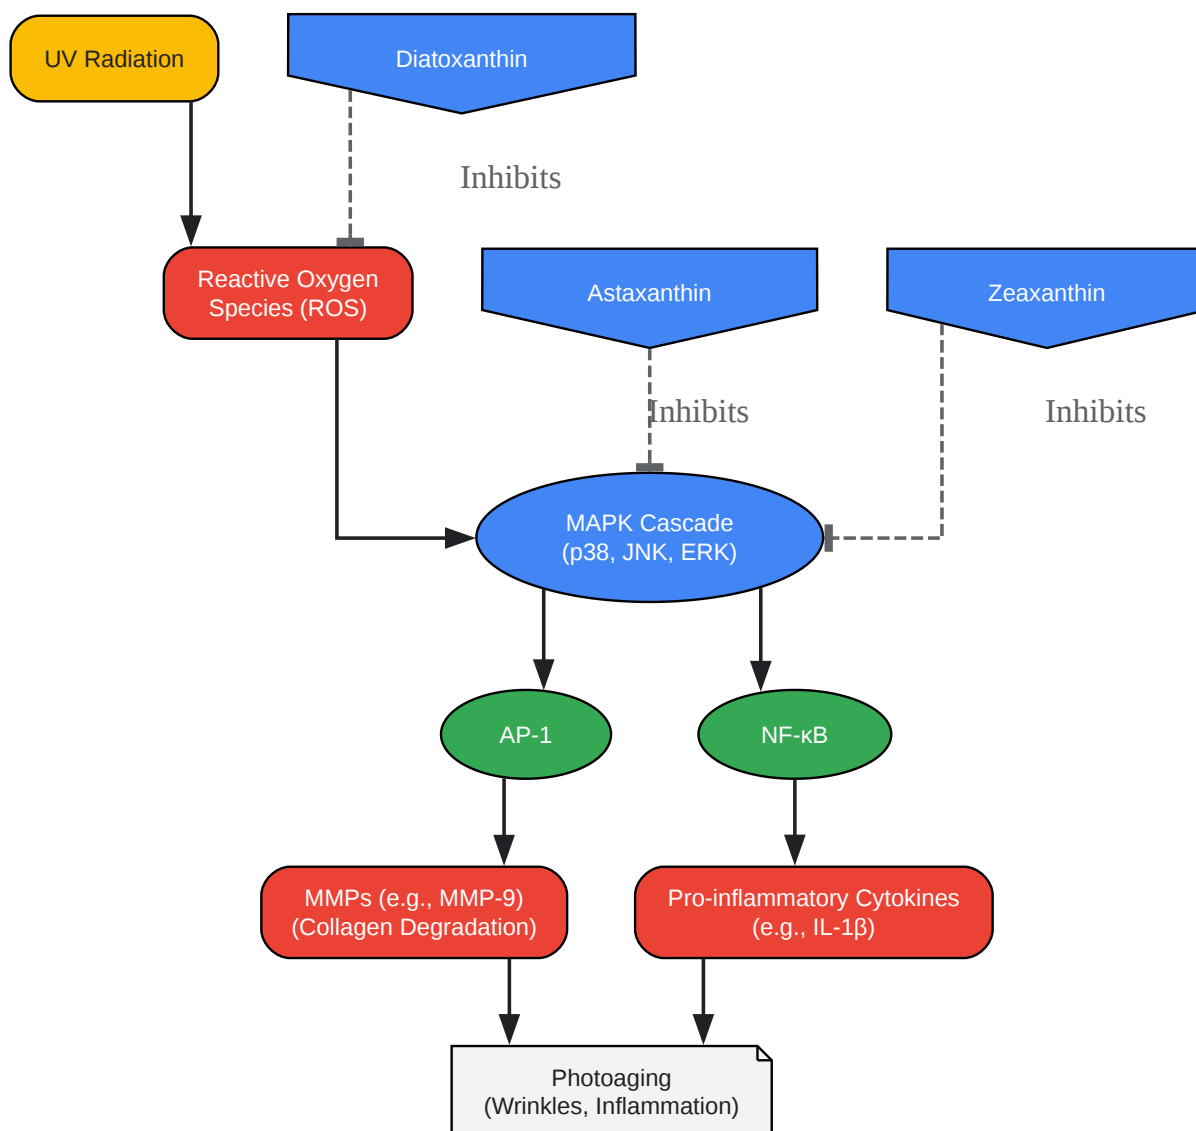 UV Radiation
Diatoxanthin
Inhibits
Reactive Oxygen
Species (ROS)
Astaxanthin
Zeaxanthin
Inhibits
Inhibits
MAPK Cascade
(p38, JNK, ERK)
AP-1
NF-κB
MMPs (e.g., MMP-9)
(Collagen Degradation)
Pro-inflammatory Cytokines
(e.g., IL-1β)
Photoaging
(Wrinkles, Inflammation)